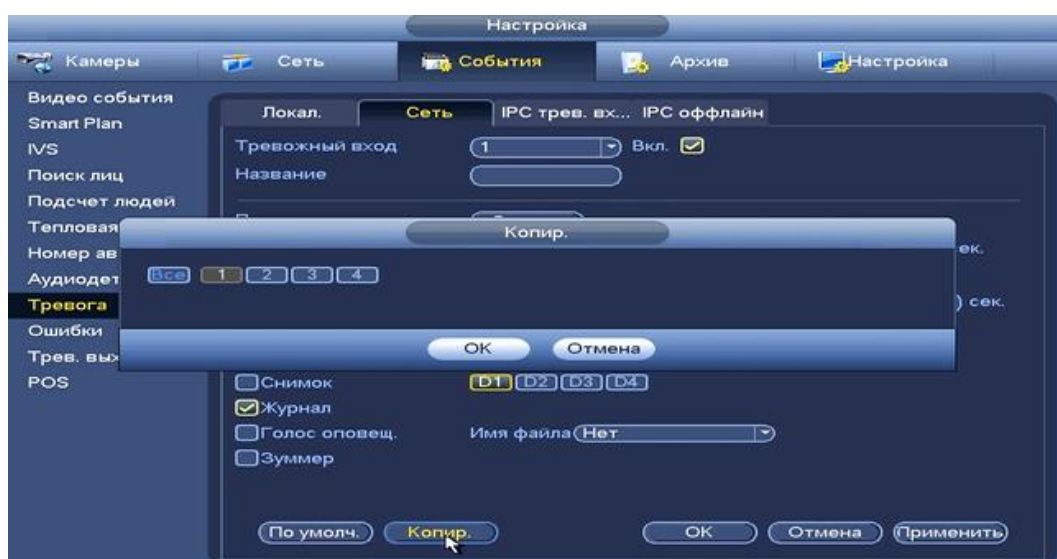 Настройка
Камеры Сеть События Архив Настройка
Видео события
Smart Plan
IVS
Поиск лиц
Подсчет людей
Тепловая
Номер ав
Аудиодет
Тревога
Ошибки
Трев. вых
POS
Локал. Сеть IPC трев. вх... IPC оффлайн
Тревожный вход 1 Вкл.
Название
Копир.
ек.
Все 1 2 3 4
) сек.
ОК Отмена
Снимок D1 D2 D3 D4
Журнал
Голос оповещ. Имя файла Нет
Зуммер
По умолч. Копир. ОК Отмена Применить